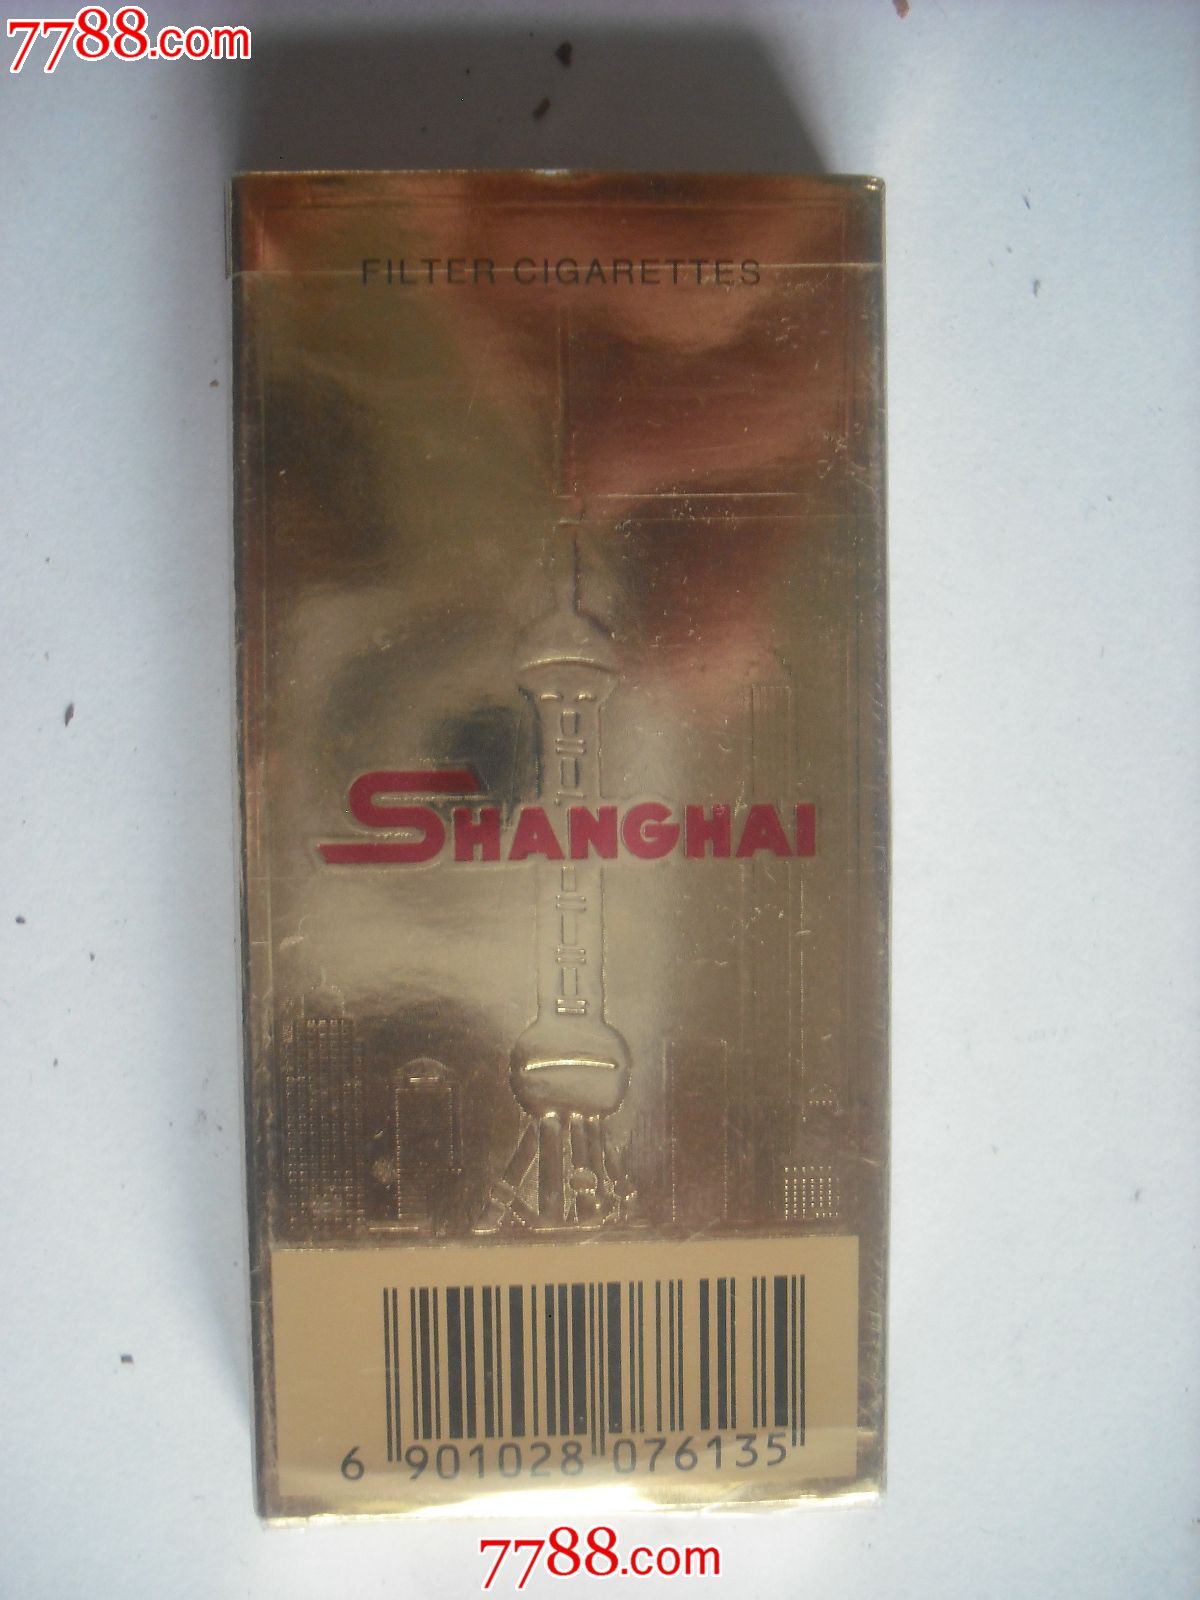 7788.com
FILTER CIGARETTES
SHANGHAI
6 901028 076135
7788.com